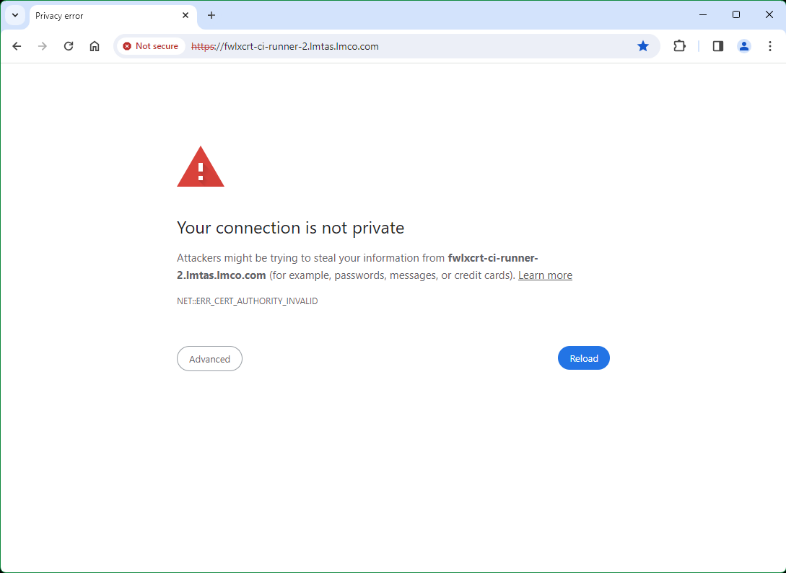 Privacy error
Not secure https://fwlxcrt-ci-runner-2.lmtas.lmco.com
Your connection is not private
Attackers might be trying to steal your information from fwlxcrt-ci-runner-
2.lmtas.lmco.com (for example, passwords, messages, or credit cards). Learn more
NET::ERR_CERT_AUTHORITY_INVALID
Advanced Reload